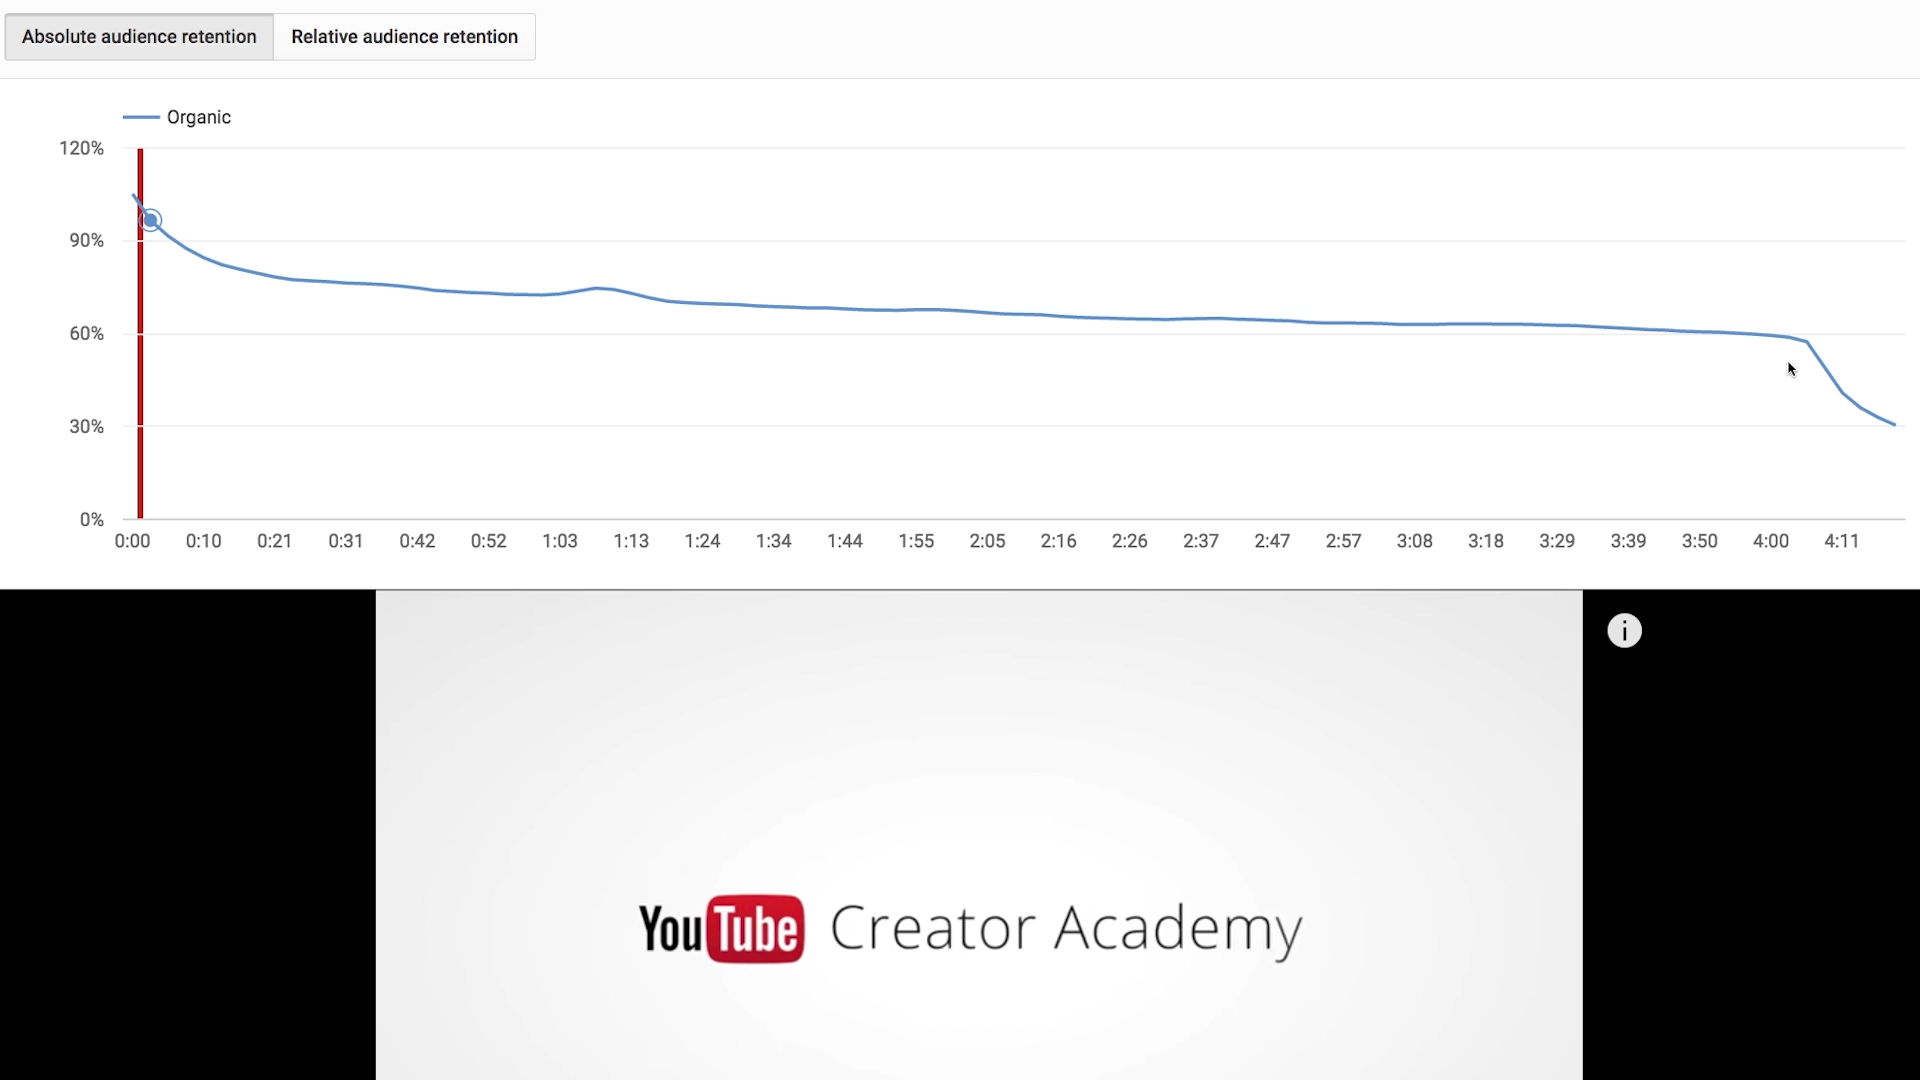 Absolute audience retention Relative audience retention
Organic
120%
90%
60%
30%
0%
0:00 0:10 0:21 0:31 0:42 0:52 1:03 1:13 1:24 1:34 1:44 1:55 2:05 2:16 2:26 2:37 2:47 2:57 3:08 3:18 3:29 3:39 3:50 4:00 4:11
i
YouTube Creator Academy